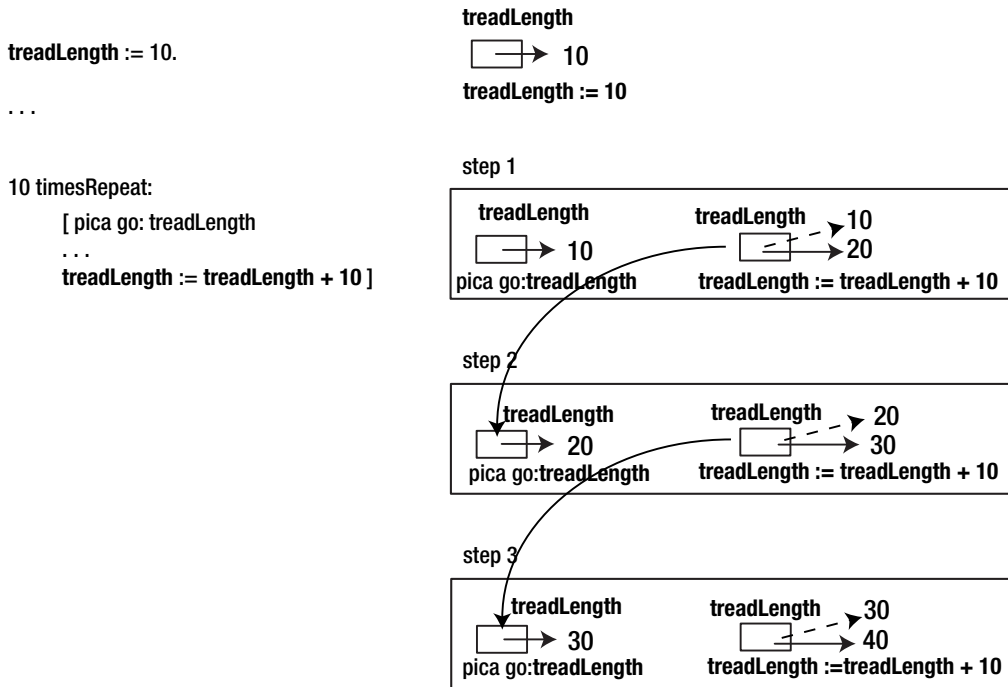 treadLength := 10.
. . .
10 timesRepeat:
[ pica go: treadLength
. . .
treadLength := treadLength + 10 ]
treadLength
10
treadLength := 10
step 1
treadLength
10
pica go:treadLength
treadLength
10
20
treadLength := treadLength + 10
step 2
treadLength
20
pica go:treadLength
treadLength
20
30
treadLength := treadLength + 10
step 3
treadLength
30
pica go:treadLength
treadLength
30
40
treadLength :=treadLength + 10